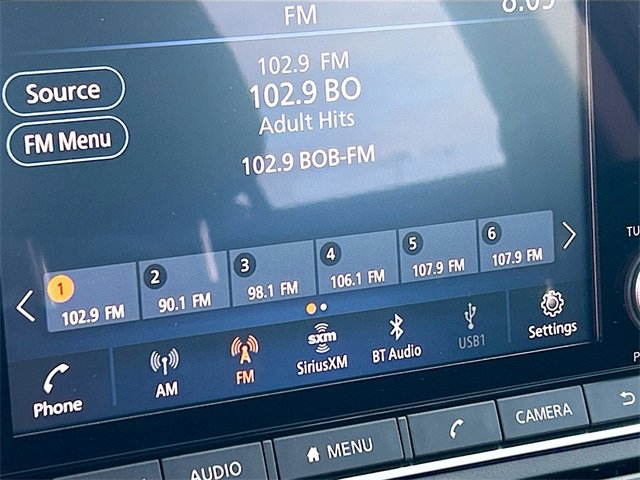 FM
102.9 FM
Source
102.9 BO
Adult Hits
FM Menu
102.9 BOB-FM
1 2 3 4 5 6
102.9 FM 90.1 FM 98.1 FM 106.1 FM 107.9 FM 107.9 FM
Phone AM FM sxm SiriusXM BT Audio USB1 Settings
AUDIO MENU CAMERA